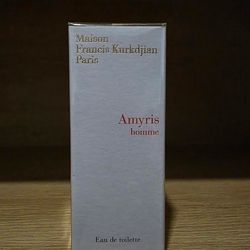 Maison
Francis Kurkdjian
Paris
Amyris
homme
Eau de toilette